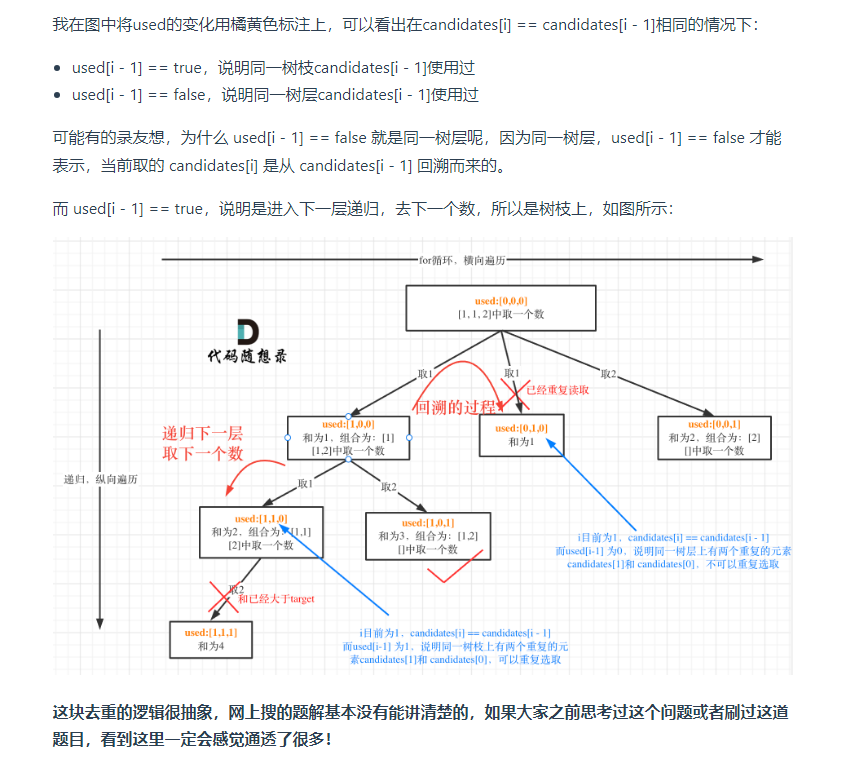 我在图中将used的变化用橘黄色标注上，可以看出在candidates[i] == candidates[i - 1]相同的情况下：
used[i - 1] == true，说明同一树枝candidates[i - 1]使用过
used[i - 1] == false，说明同一树层candidates[i - 1]使用过
可能有的录友想，为什么 used[i - 1] == false 就是同一树层呢，因为同一树层，used[i - 1] == false 才能
表示，当前取的 candidates[i] 是从 candidates[i - 1] 回溯而来的。
而 used[i - 1] == true，说明是进入下一层递归，去下一个数，所以是树枝上，如图所示：
for循环，横向遍历
used:[0,0,0]
[1, 1, 2]中取一个数
代码随想录
取1
取1
取2
已经重复读取
回溯的过程
递归下一层
取下一个数
used:[1,0,0]
和为1，组合为：[1]
[1,2]中取一个数
used:[0,1,0]
和为1
used:[0,0,1]
和为2，组合为：[2]
[]中取一个数
递归，纵向遍历
取1
取2
used:[1,1,0]
和为2，组合为：[1,1]
[2]中取一个数
used:[1,0,1]
和为3，组合为：[1,2]
[]中取一个数
i目前为1，candidates[i] == candidates[i - 1]
而used[i-1] 为0，说明同一树层上有两个重复的元素
candidates[1]和 candidates[0]，不可以重复选取
取2
和已经大于target
used:[1,1,1]
和为4
i目前为1，candidates[i] == candidates[i - 1]
而used[i-1] 为1，说明同一树枝上有两个重复的元
素candidates[1]和 candidates[0]，可以重复选取
这块去重的逻辑很抽象，网上搜的题解基本没有能讲清楚的，如果大家之前思考过这个问题或者刷过这道
题目，看到这里一定会感觉通透了很多！